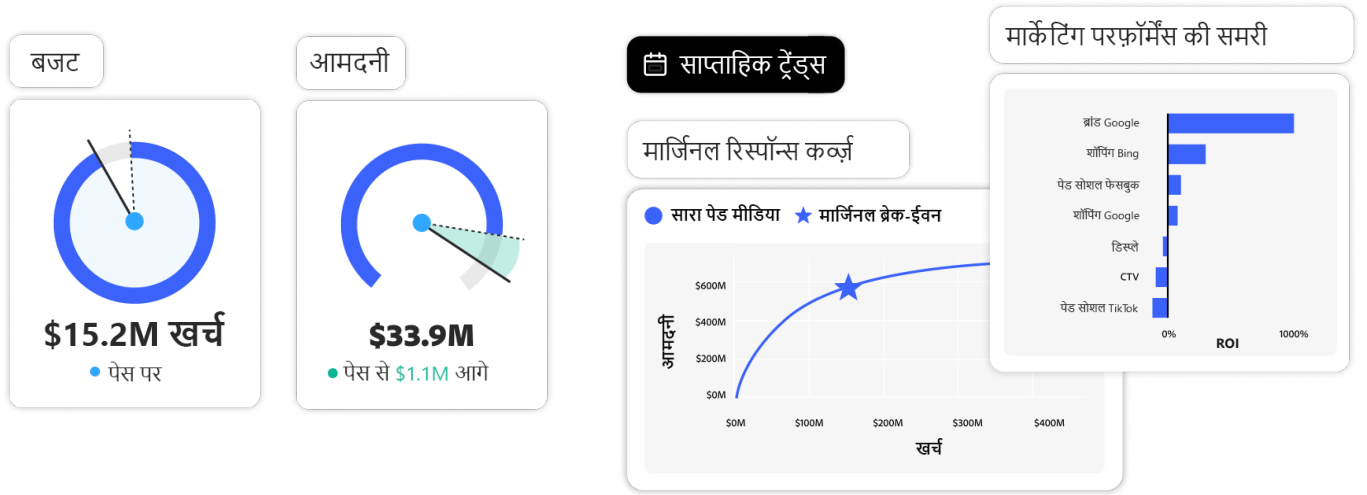 बजट
$15.2M खर्च
पेस पर
आमदनी
$33.9M
पेस से $1.1M आगे
साप्ताहिक ट्रेंड्स
मार्जिनल रिस्पॉन्स कर्व्ज़
सारा पेड मीडिया
मार्जिनल ब्रेक-ईवन
आमदनी
$600M
$400M
$200M
$0M
$0M
$100M
$200M
$300M
$400M
खर्च
मार्केटिंग परफ़ॉर्मेंस की समरी
ब्रांड Google
शॉपिंग Bing
पेड सोशल फेसबुक
शॉपिंग Google
डिस्प्ले
CTV
पेड सोशल TikTok
0%
1000%
ROI